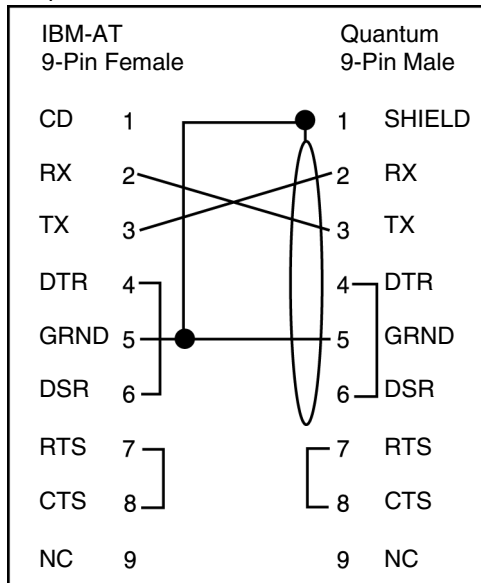 IBM-AT Quantum
9-Pin Female 9-Pin Male
CD 1 1 SHIELD
RX 2 2 RX
TX 3 3 TX
DTR 4 4 DTR
GRND 5 5 GRND
DSR 6 6 DSR
RTS 7 7 RTS
CTS 8 8 CTS
NC 9 9 NC